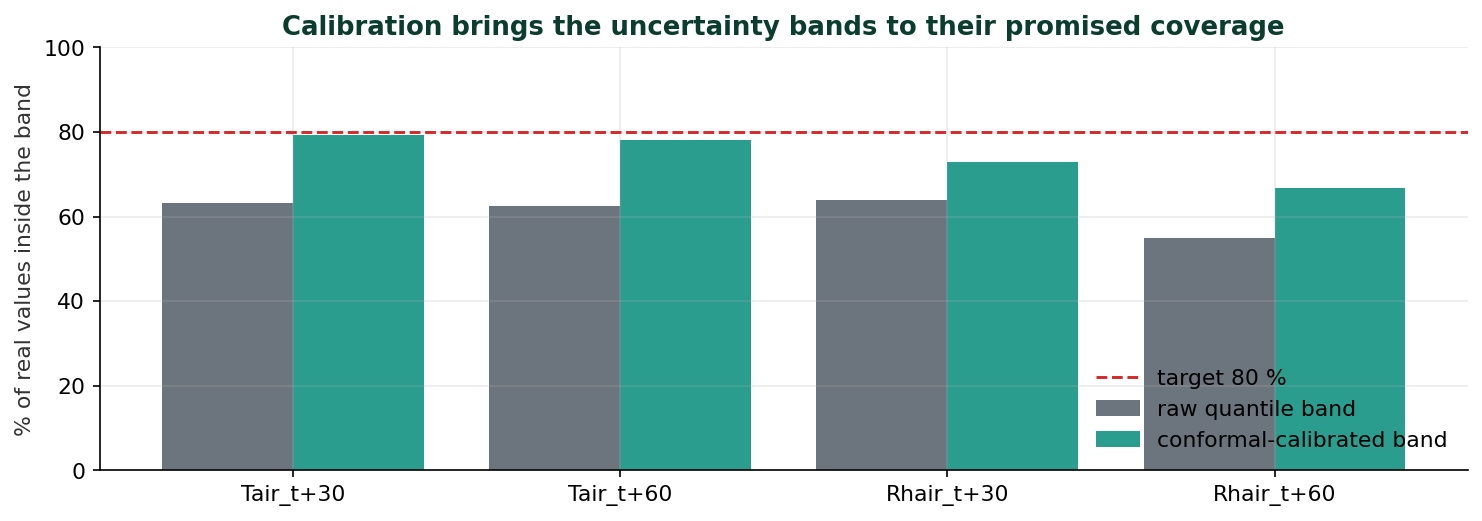 Calibration brings the uncertainty bands to their promised coverage
% of real values inside the band
100
80
60
40
20
0
target 80 %
raw quantile band
conformal-calibrated band
Tair_t+30
Tair_t+60
Rhair_t+30
Rhair_t+60